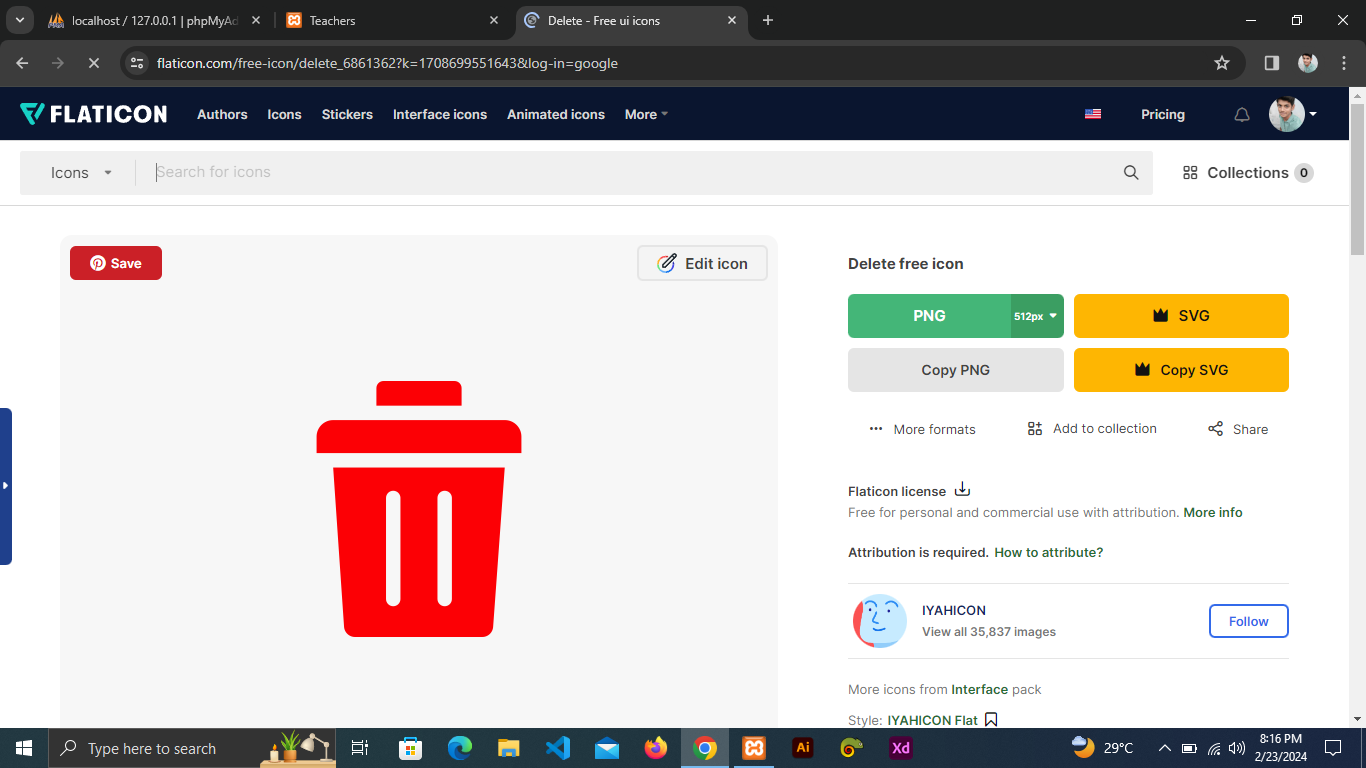 localhost / 127.0.0.1 | phpMyAd
Teachers
Delete - Free ui icons
flaticon.com/free-icon/delete_6861362?k=1708699551643&log-in=google
FLATICON
Authors
Icons
Stickers
Interface icons
Animated icons
More
Pricing
Icons
Search for icons
Collections 0
Save
Edit icon
Delete free icon
PNG
512px
SVG
Copy PNG
Copy SVG
More formats
Add to collection
Share
Flaticon license
Free for personal and commercial use with attribution. More info
Attribution is required. How to attribute?
IYAHICON
View all 35,837 images
Follow
More icons from Interface pack
Style: IYAHICON Flat
Type here to search
Ai
Xd
29°C
8:16 PM
2/23/2024